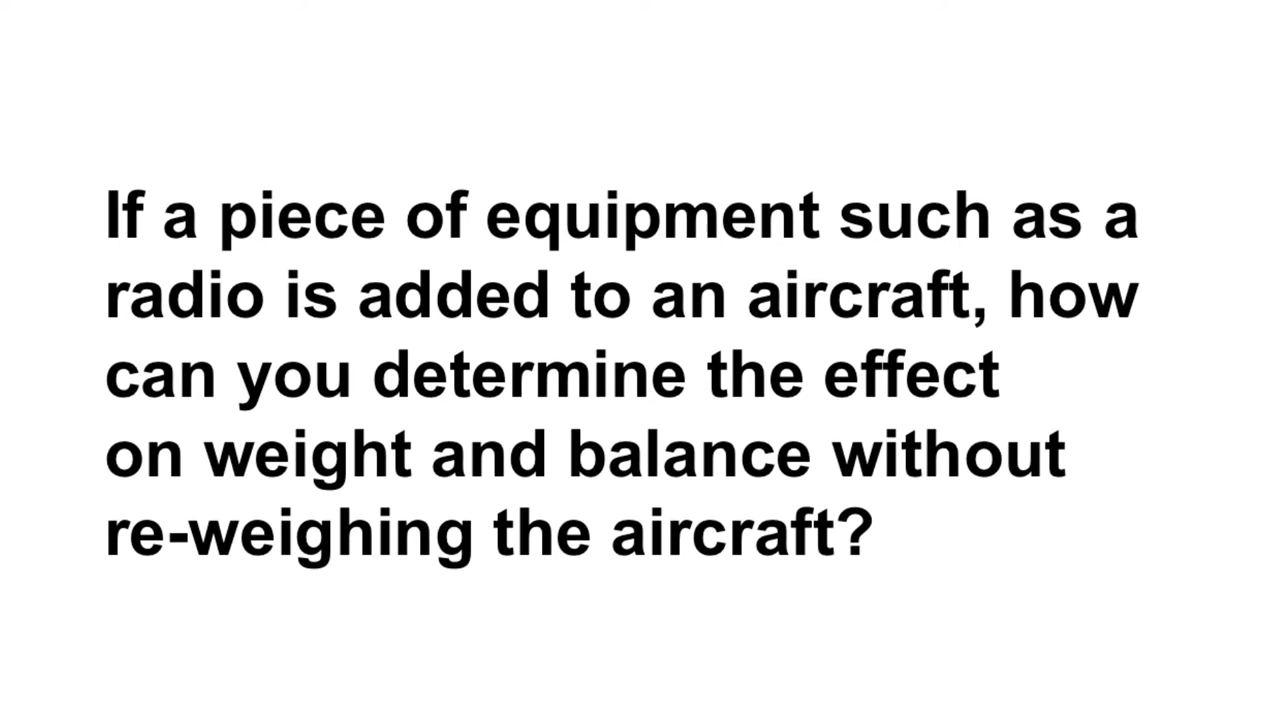 If a piece of equipment such as a
radio is added to an aircraft, how
can you determine the effect
on weight and balance without
re-weighing the aircraft?